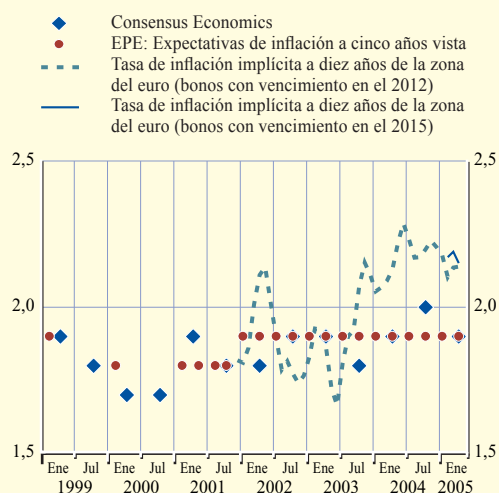 Consensus Economics
EPE: Expectativas de inflación a cinco años vista
Tasa de inflación implícita a diez años de la zona
del euro (bonos con vencimiento en el 2012)
Tasa de inflación implícita a diez años de la zona
del euro (bonos con vencimiento en el 2015)
2,5 2,5
2,0 2,0
1,5 1,5
Ene Jul Ene Jul Ene Jul Ene Jul Ene Jul Ene Jul Ene
1999 2000 2001 2002 2003 2004 2005